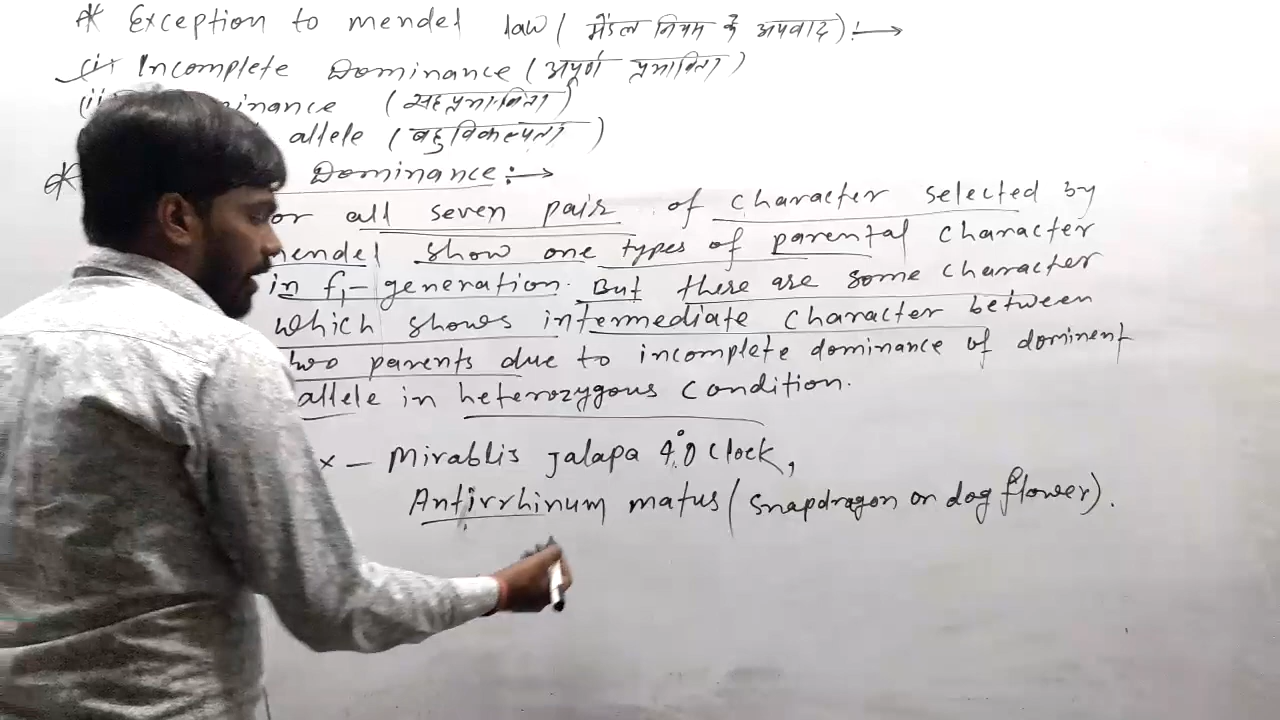 * Exception to mendel law (मेंडल नियम के अपवाद) :→
(i) Incomplete Dominance (अपूर्ण प्रभाविता)
(ii) inance (सहप्रभाविता)
allele (बहुविकल्पता)
* Dominance :→
or all seven pair of character selected by
mendel show one types of parental character
in f1- generation. But there are some character
which shows intermediate character between
two parents due to incomplete dominance of dominent
allele in heterozygous condition.
x - Mirablis jalapa 4'O clock,
Antirrhinum matus (snapdragon or dog flower).